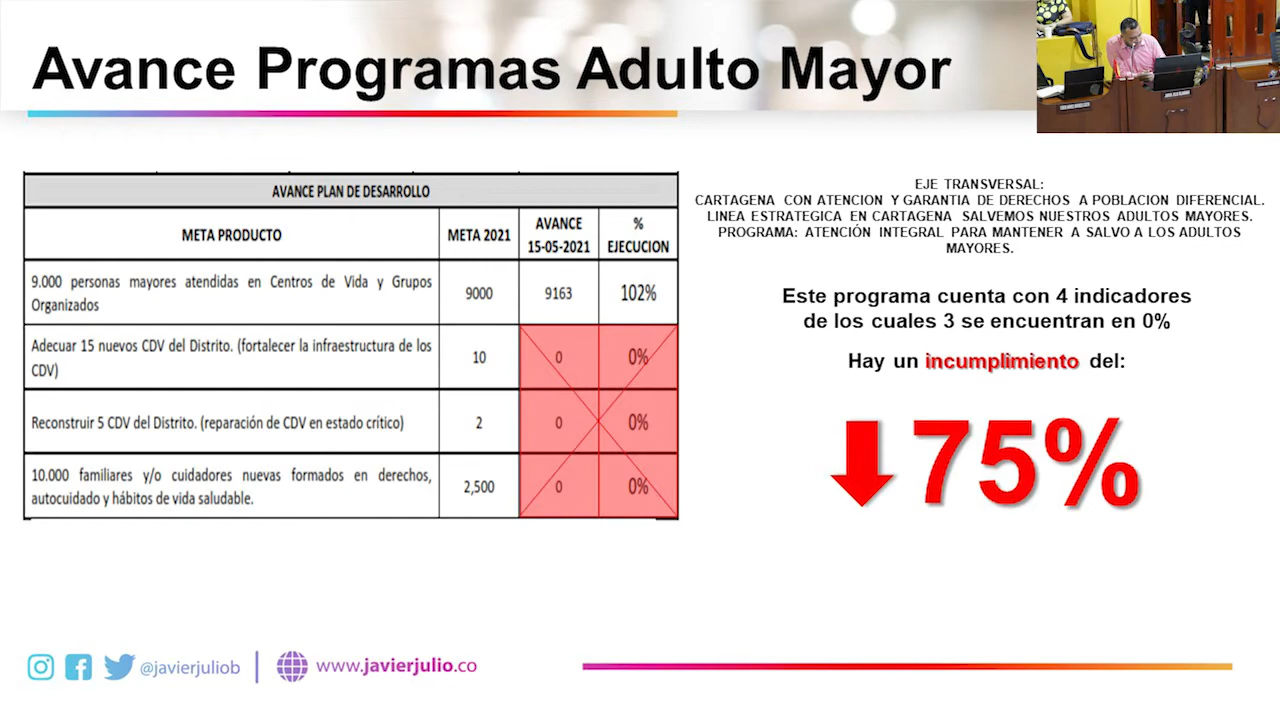 Avance Programas Adulto Mayor
AVANCE PLAN DE DESARROLLO
META PRODUCTO
META 2021
AVANCE
15-05-2021
%
EJECUCION
9.000 personas mayores atendidas en Centros de Vida y Grupos
Organizados
9000
9163
102%
Adecuar 15 nuevos CDV del Distrito. (fortalecer la infraestructura de los
CDV)
10
0
0%
Reconstruir 5 CDV del Distrito. (reparación de CDV en estado crítico)
2
0
0%
10.000 familiares y/o cuidadores nuevas formados en derechos,
autocuidado y hábitos de vida saludable.
2,500
0
0%
EJE TRANSVERSAL:
CARTAGENA CON ATENCION Y GARANTIA DE DERECHOS A POBLACION DIFERENCIAL.
LINEA ESTRATEGICA EN CARTAGENA SALVEMOS NUESTROS ADULTOS MAYORES.
PROGRAMA: ATENCIÓN INTEGRAL PARA MANTENER A SALVO A LOS ADULTOS
MAYORES.
Este programa cuenta con 4 indicadores
de los cuales 3 se encuentran en 0%
Hay un incumplimiento del:
75%
@javierjuliob
www.javierjulio.co